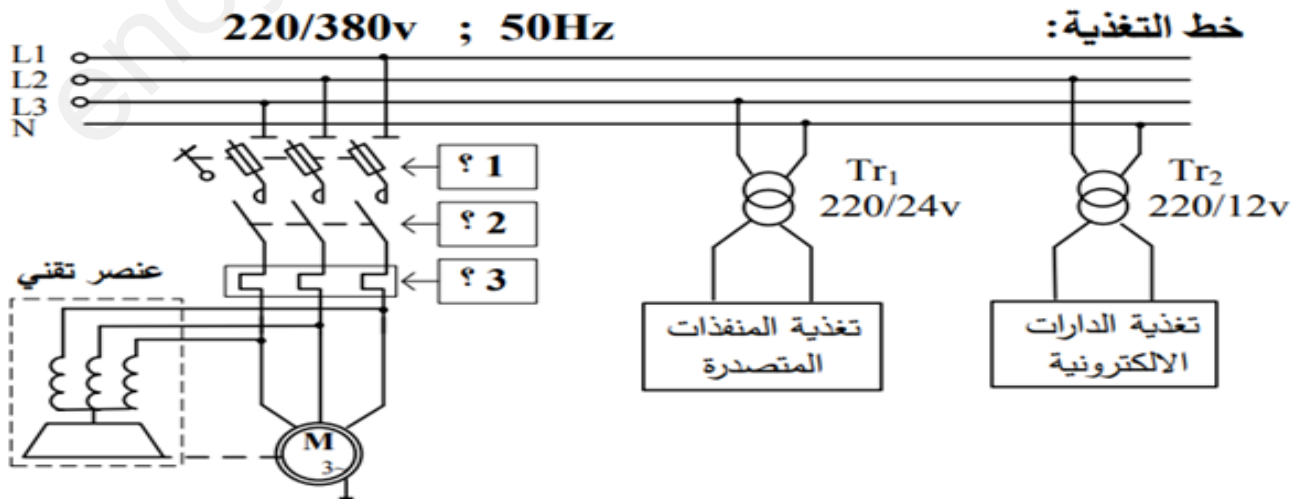 220/380v ; 50Hz
خط التغذية:
L1
L2
L3
N
؟ 1
؟ 2
؟ 3
Tr1
220/24v
Tr2
220/12v
عنصر تقني
تغذية المنفذات
المتصدرة
تغذية الدارات
الالكترونية
M
3~